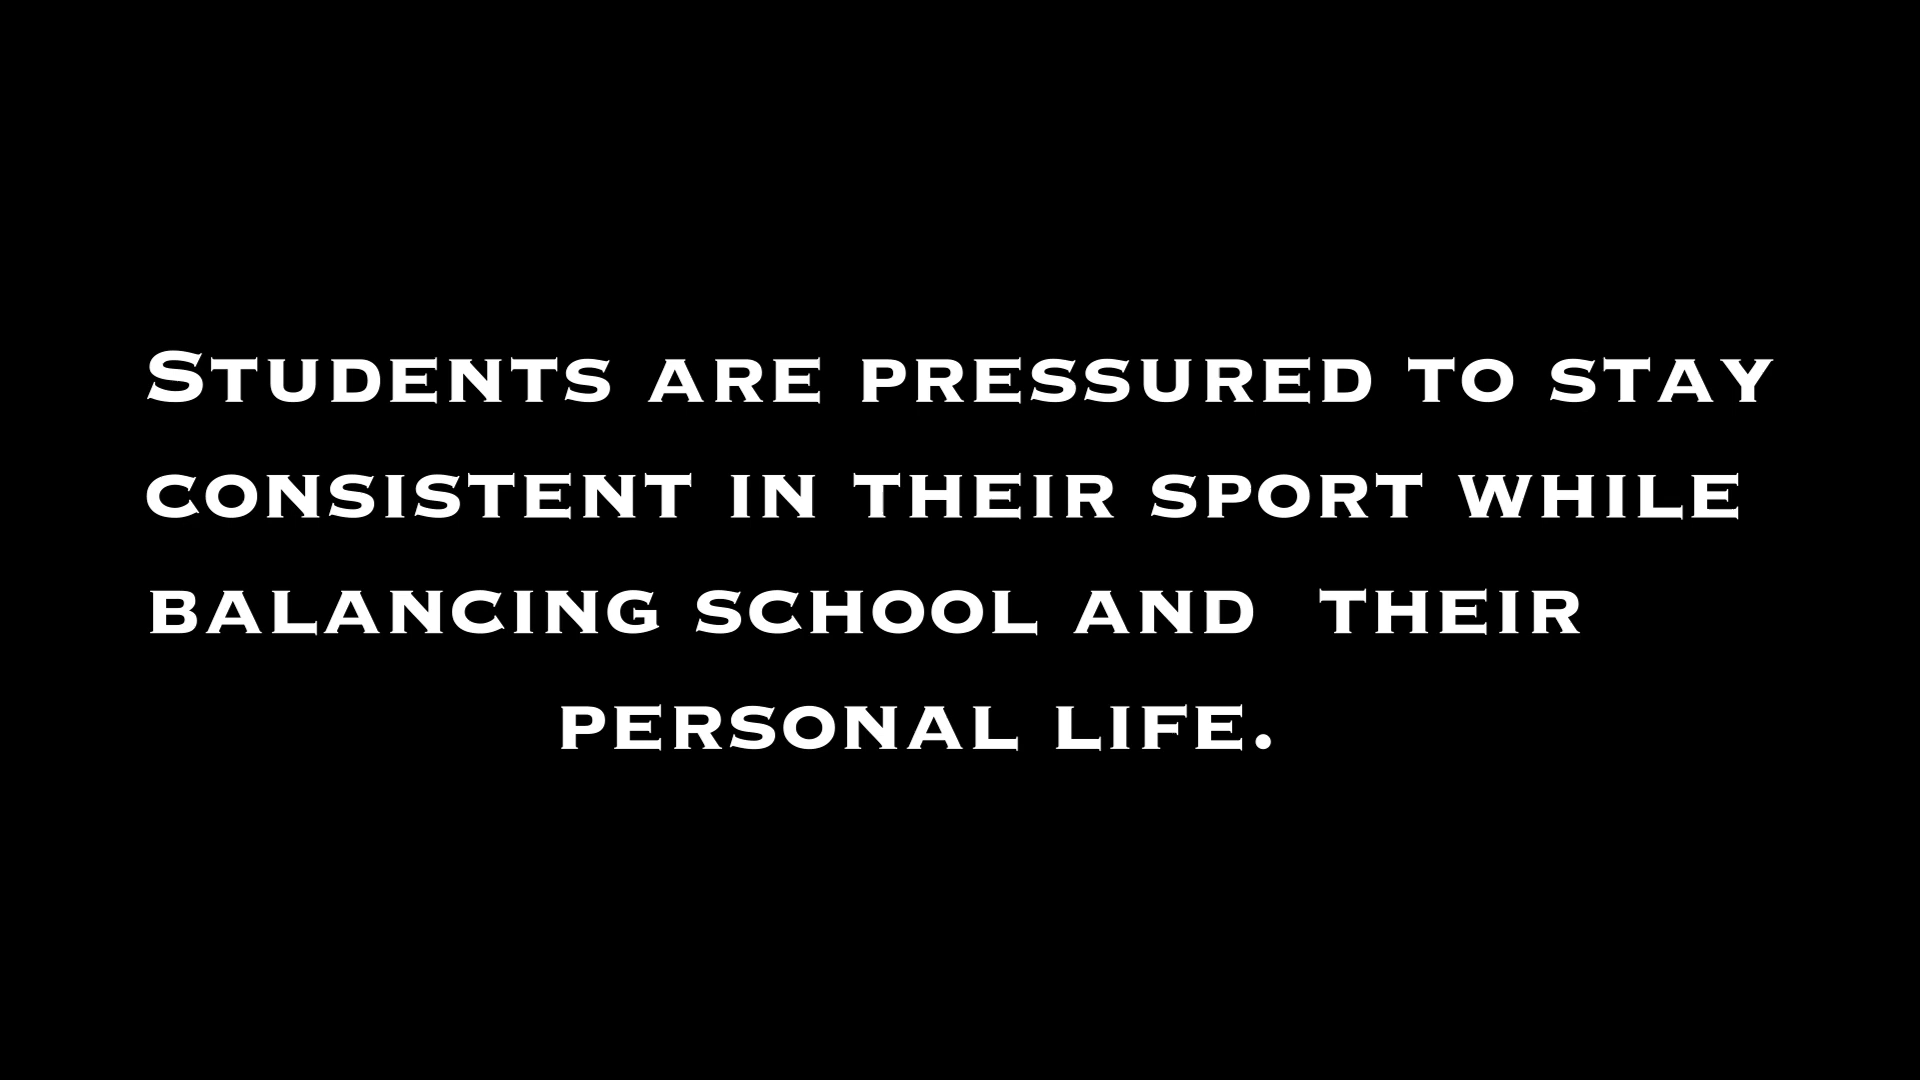 Students are pressured to stay
consistent in their sport while
balancing school and  their
personal life.